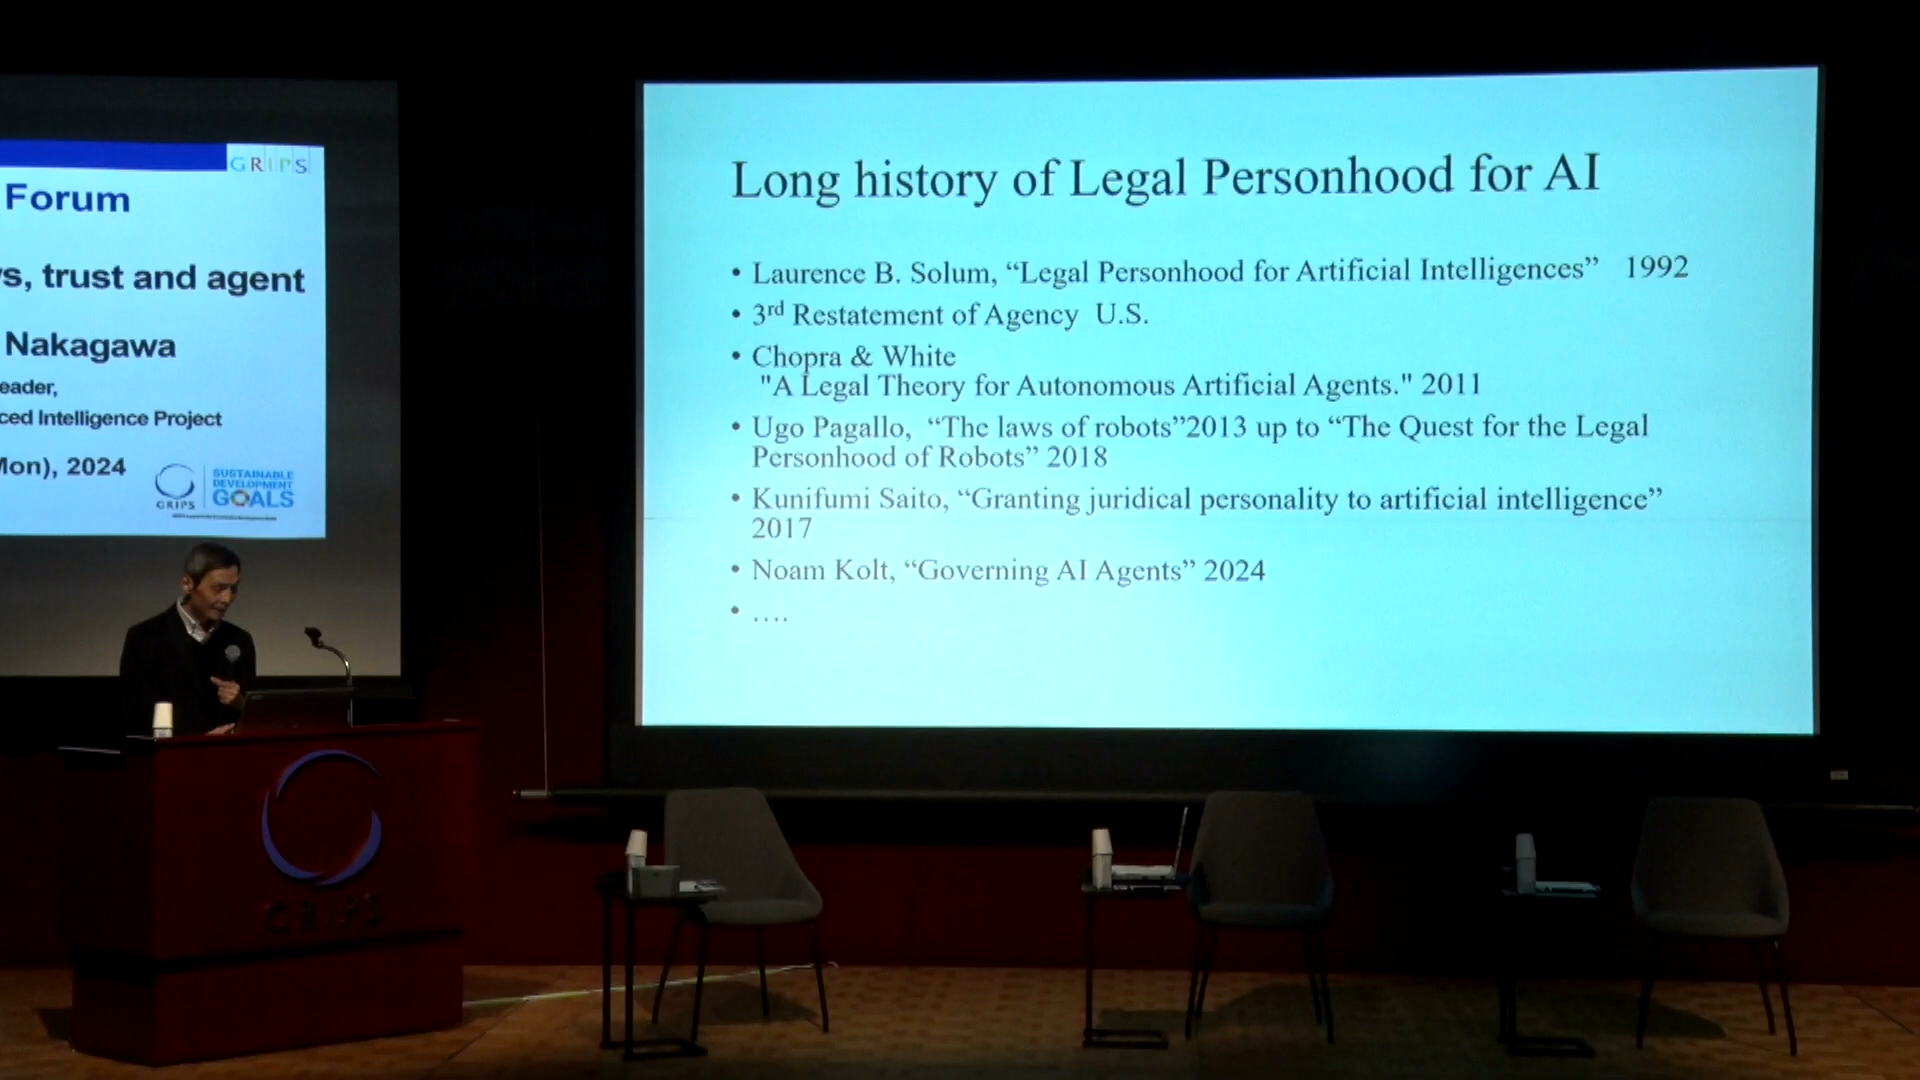 GRIPS
Forum
s, trust and agent
Nakagawa
eader,
ced Intelligence Project
on), 2024
GRIPS
SUSTAINABLE
DEVELOPMENT
GOALS
Long history of Legal Personhood for AI
• Laurence B. Solum, “Legal Personhood for Artificial Intelligences” 1992
• 3rd Restatement of Agency U.S.
• Chopra & White
"A Legal Theory for Autonomous Artificial Agents." 2011
• Ugo Pagallo, “The laws of robots”2013 up to “The Quest for the Legal
Personhood of Robots” 2018
• Kunifumi Saito, “Granting juridical personality to artificial intelligence”
2017
• Noam Kolt, “Governing AI Agents” 2024
• ….
GRIPS